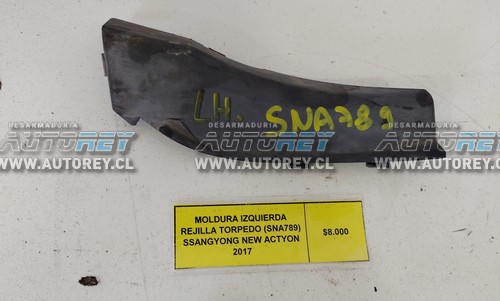 LH. SNA789
DESARMADURIA DESARMADURIA DESARMADURIA
AUTOREY AUTOREY AUTOREY
WWW.AUTOREY.CL WWW.AUTOREY.CL WWW.AUTOREY.CL
MOLDURA IZQUIERDA
REJILLA TORPEDO (SNA789)
SSANGYONG NEW ACTYON
2017
$8.000